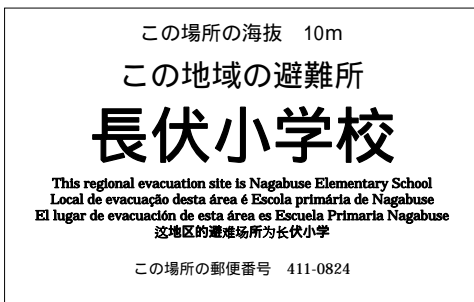 この場所の海抜　10m
この地域の避難所
長伏小学校
This regional evacuation site is Nagabuse Elementary School
Local de evacuação desta área é Escola primária de Nagabuse
El lugar de evacuación de esta área es Escuela Primaria Nagabuse
这地区的避难场所为长伏小学
この場所の郵便番号　411-0824